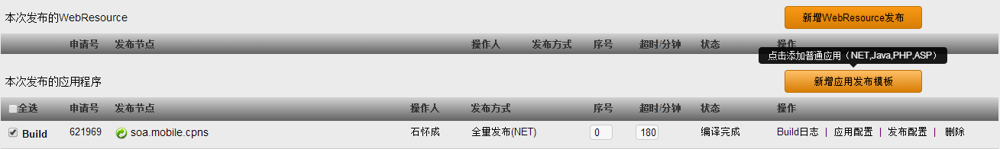 本次发布的WebResource 新增WebResource发布
申请号 发布节点 操作人 发布方式 序号 超时/分钟 状态 操作
点击添加普通应用（NET,Java,PHP,ASP）
本次发布的应用程序 新增应用发布模板
全选 申请号 发布节点 操作人 发布方式 序号 超时/分钟 状态 操作
Build 621969 soa.mobile.cpns 石怀成 全量发布(NET) 0 180 编译完成 Build日志 | 应用配置 | 发布配置 | 删除